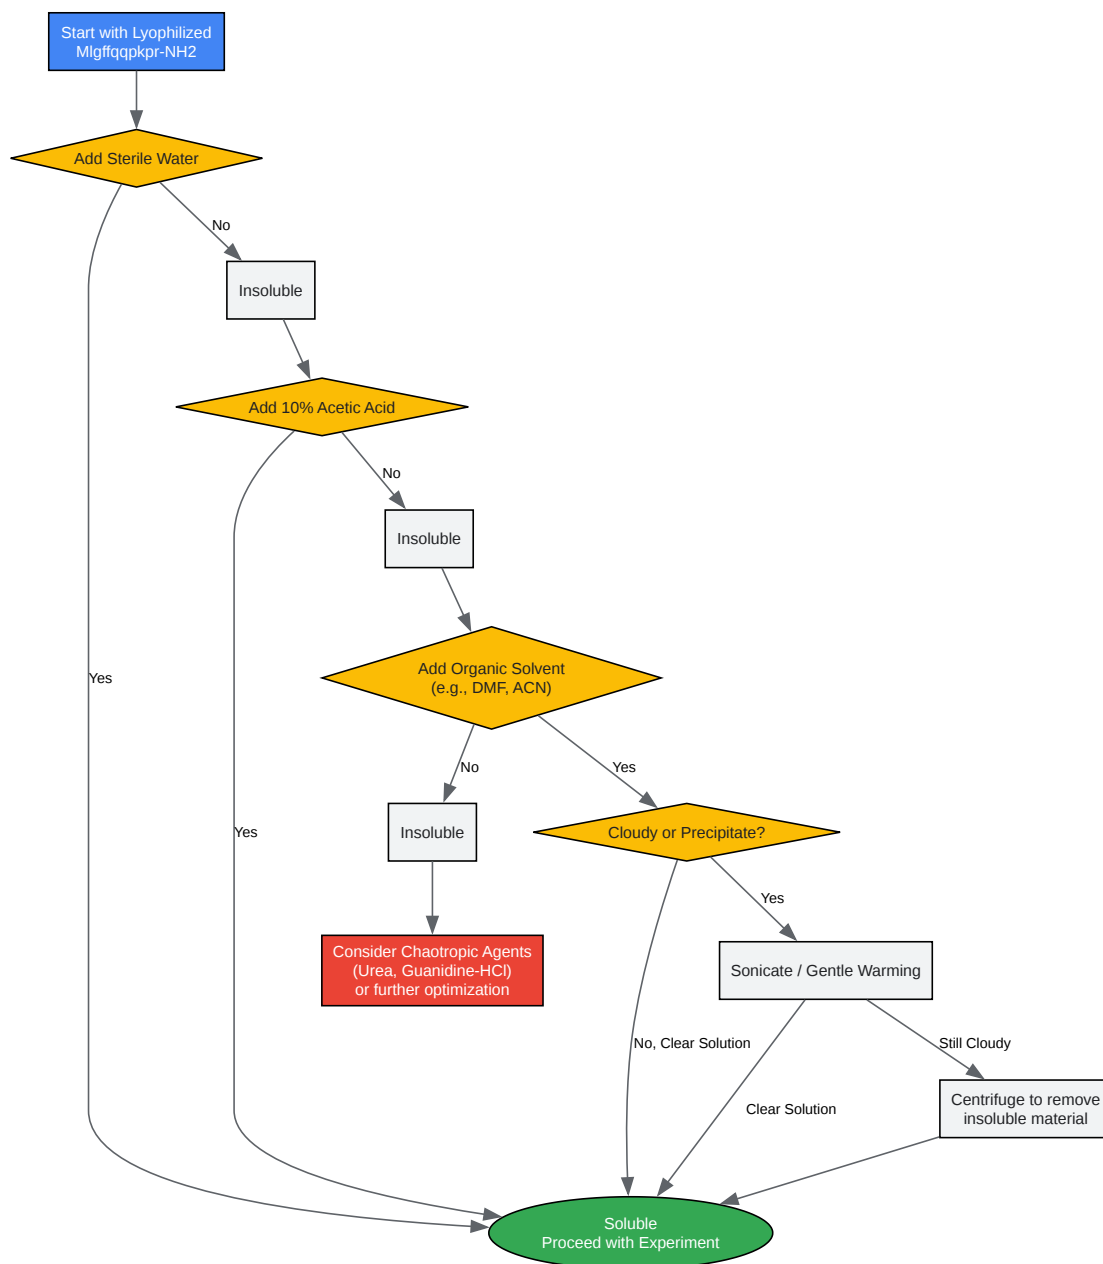 Start with Lyophilized
Mlgffqqpkpr-NH2
Add Sterile Water
No
Insoluble
Add 10% Acetic Acid
No
Insoluble
Add Organic Solvent
(e.g., DMF, ACN)
Yes
No
Yes
Yes
Insoluble
Cloudy or Precipitate?
Yes
Consider Chaotropic Agents
(Urea, Guanidine-HCl)
or further optimization
Sonicate / Gentle Warming
No, Clear Solution
Still Cloudy
Clear Solution
Centrifuge to remove
insoluble material
Soluble
Proceed with Experiment